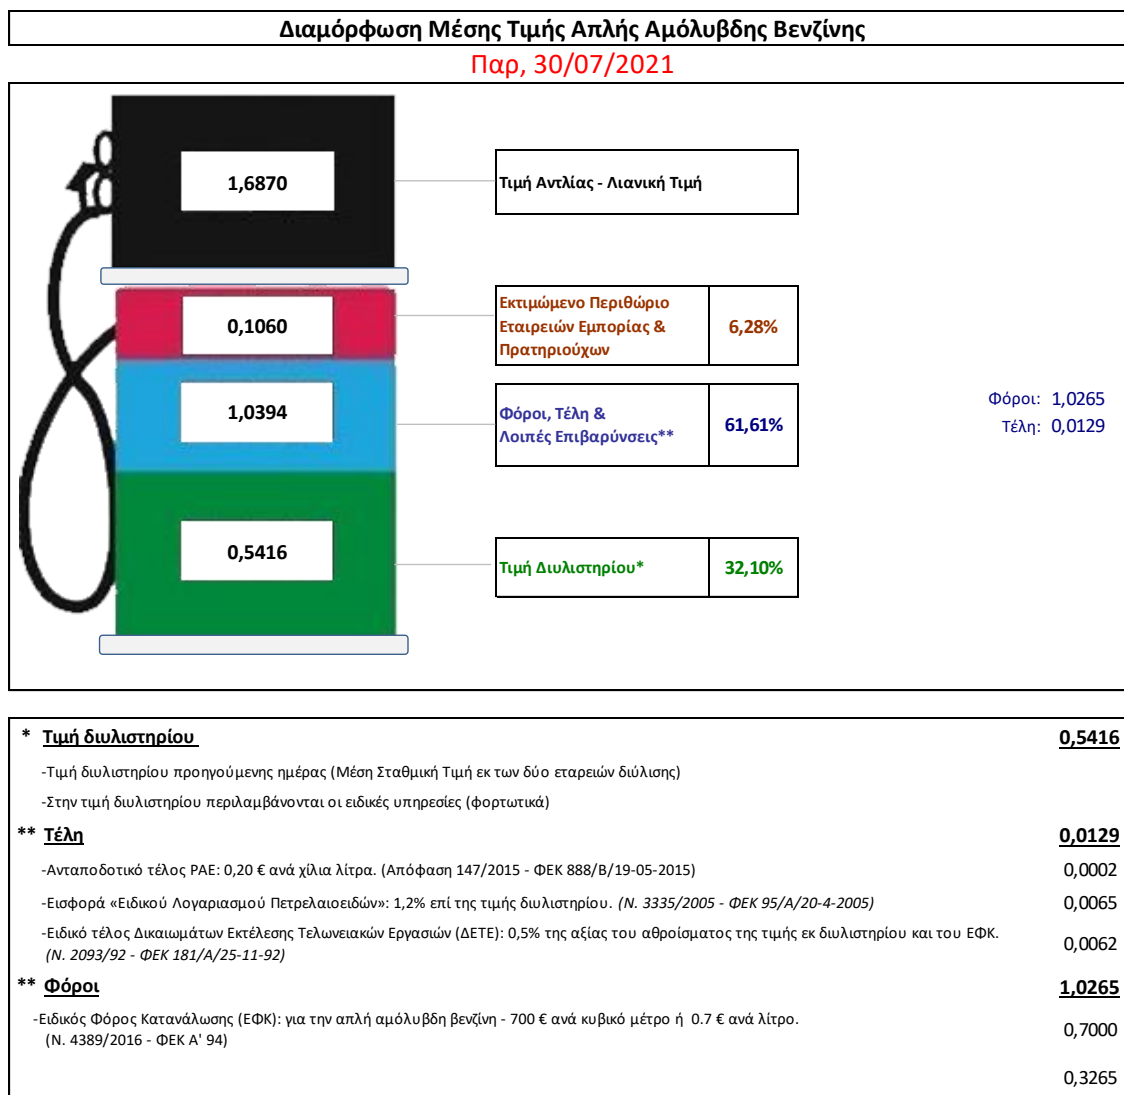 Διαμόρφωση Μέσης Τιμής Απλής Αμόλυβδης Βενζίνης
Παρ, 30/07/2021
1,6870
Τιμή Αντλίας - Λιανική Τιμή
0,1060
Εκτιμώμενο Περιθώριο
Εταιρειών Εμπορίας &
Πρατηριούχων
6,28%
1,0394
Φόροι, Τέλη &
Λοιπές Επιβαρύνσεις**
61,61%
Φόροι: 1,0265
Τέλη: 0,0129
0,5416
Τιμή Διυλιστηρίου*
32,10%
* Τιμή διυλιστηρίου 0,5416
-Τιμή διυλιστηρίου προηγούμενης ημέρας (Μέση Σταθμική Τιμή εκ των δύο εταρειών διύλισης)
-Στην τιμή διυλιστηρίου περιλαμβάνονται οι ειδικές υπηρεσίες (φορτωτικά)
** Τέλη 0,0129
-Ανταποδοτικό τέλος ΡΑΕ: 0,20 € ανά χίλια λίτρα. (Απόφαση 147/2015 - ΦΕΚ 888/Β/19-05-2015) 0,0002
-Εισφορά «Ειδικού Λογαριασμού Πετρελαιοειδών»: 1,2% επί της τιμής διυλιστηρίου. (Ν. 3335/2005 - ΦΕΚ 95/Α/20-4-2005) 0,0065
-Ειδικό τέλος Δικαιωμάτων Εκτέλεσης Τελωνειακών Εργασιών (ΔΕΤΕ): 0,5% της αξίας του αθροίσματος της τιμής εκ διυλιστηρίου και του ΕΦΚ.
(Ν. 2093/92 - ΦΕΚ 181/Α/25-11-92) 0,0062
** Φόροι 1,0265
-Ειδικός Φόρος Κατανάλωσης (ΕΦΚ): για την απλή αμόλυβδη βενζίνη - 700 € ανά κυβικό μέτρο ή 0.7 € ανά λίτρο.
(Ν. 4389/2016 - ΦΕΚ Α' 94) 0,7000
0,3265